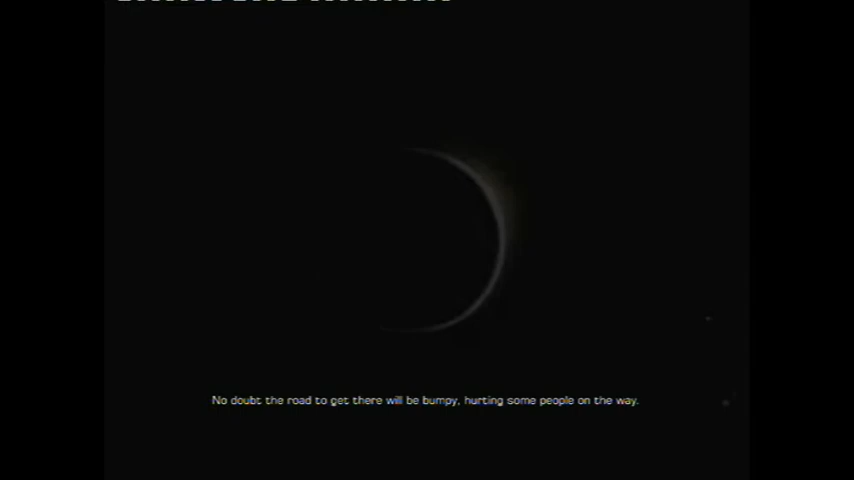 No doubt the road to get there will be bumpy, hurting some people on the way.